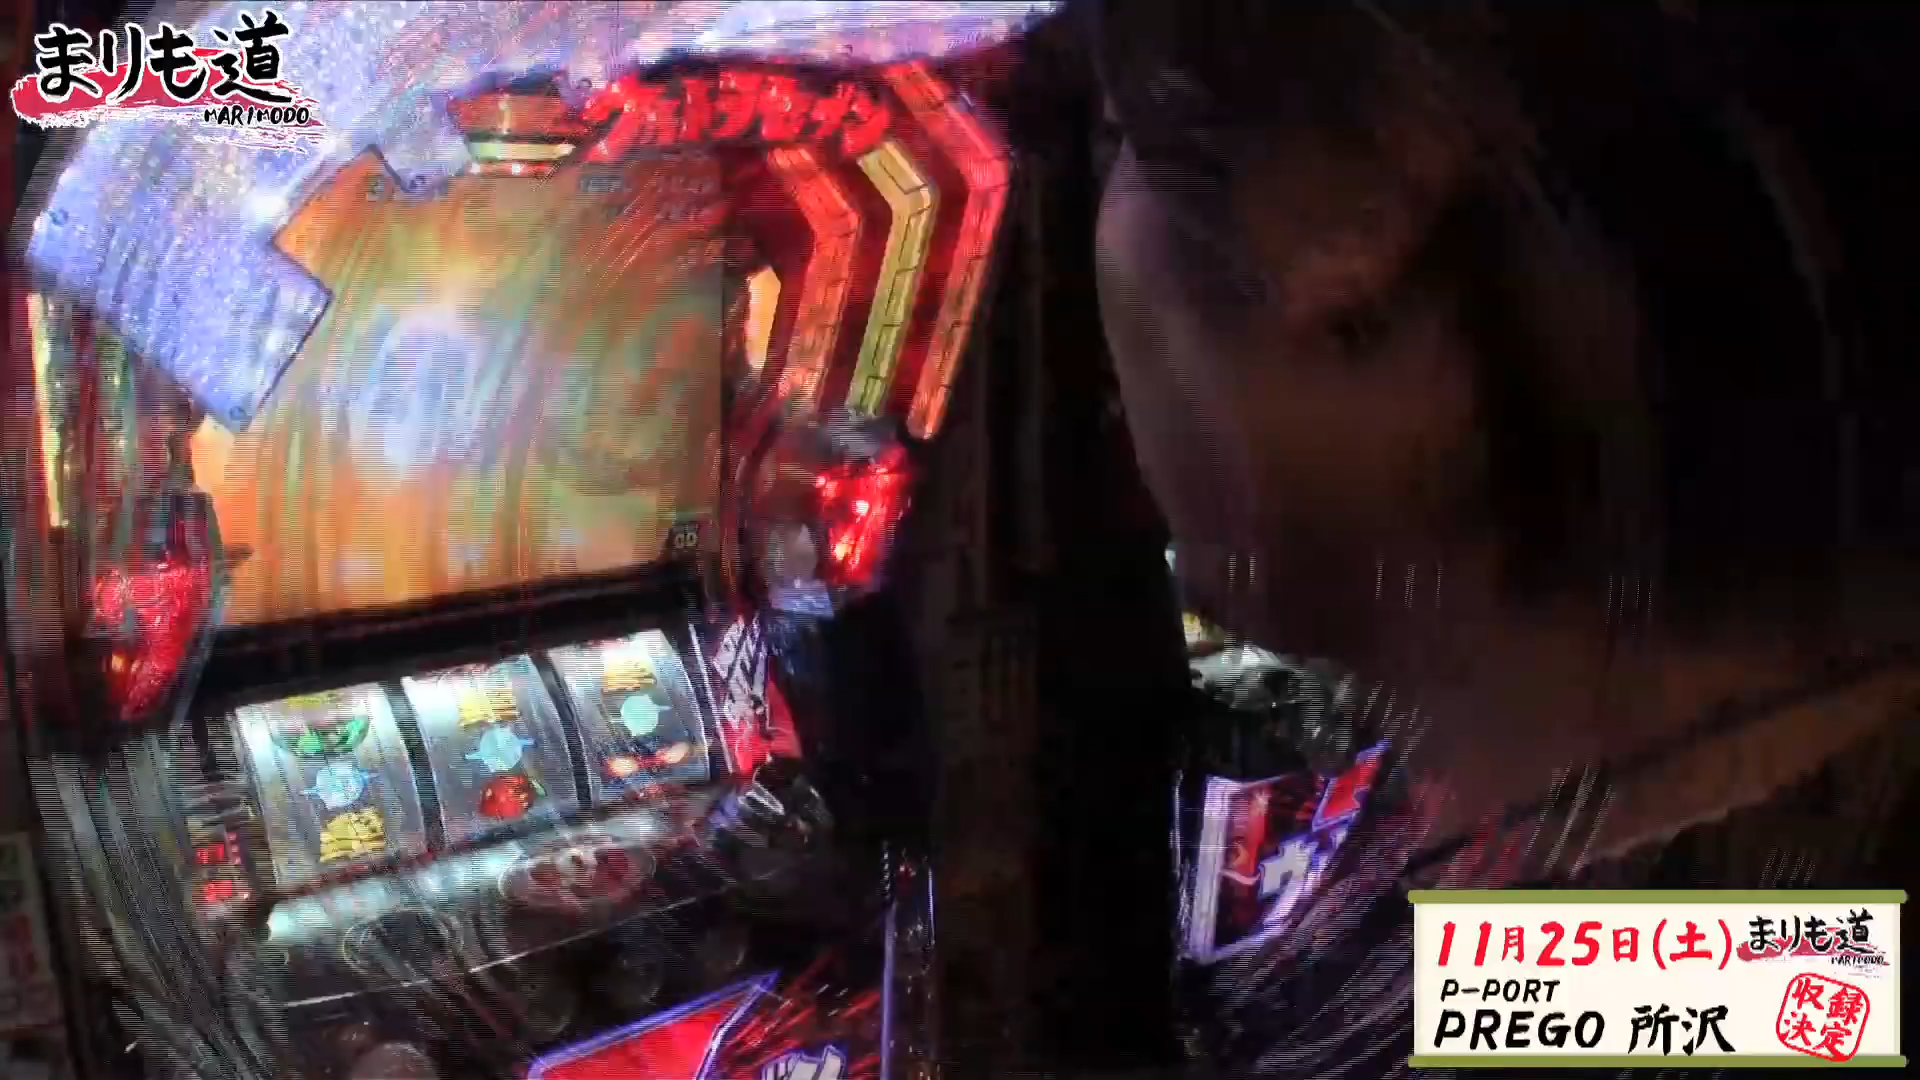 まりも道
MARIMODO
ウルトラセブン
11月25日(土)
まりも道
MARIMODO
P-PORT
PREGO 所沢
収録
決定